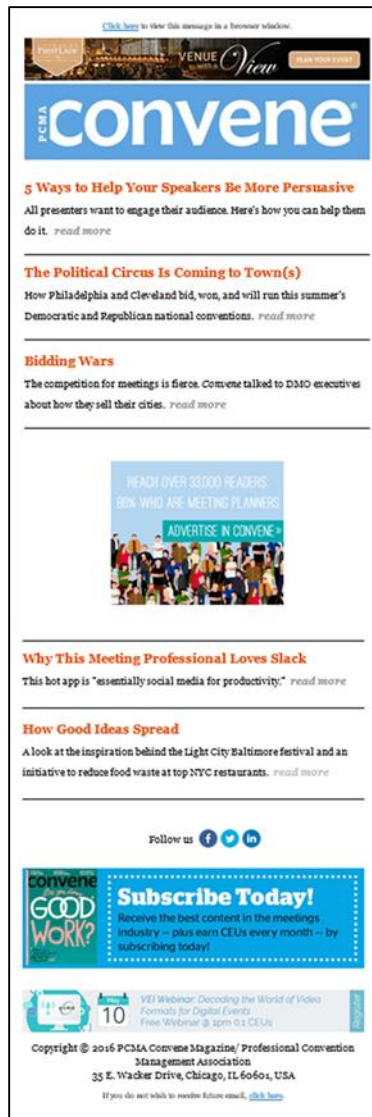 Click here to view this message in a browser window.
FIRST LADY
VENUE
WITH A
View
PLAN YOUR EVENT
PCMA
convene®
5 Ways to Help Your Speakers Be More Persuasive
All presenters want to engage their audience. Here's how you can help them
do it. read more
The Political Circus Is Coming to Town(s)
How Philadelphia and Cleveland bid, won, and will run this summer's
Democratic and Republican national conventions. read more
Bidding Wars
The competition for meetings is fierce. Convene talked to DMO executives
about how they sell their cities. read more
REACH OVER 33,000 READERS.
86% WHO ARE MEETING PLANNERS
ADVERTISE IN CONVENE »
Why This Meeting Professional Loves Slack
This hot app is "essentially social media for productivity." read more
How Good Ideas Spread
A look at the inspiration behind the Light City Baltimore festival and an
initiative to reduce food waste at top NYC restaurants. read more
Follow us
convene
GOOD
WORK?
Subscribe Today!
Receive the best content in the meetings
industry — plus earn CEUs every month — by
subscribing today!
May
10
VEI Webinar: Decoding the World of Video
Formats for Digital Events
Free Webinar @ 1pm 0.1 CEUs
Register
Copyright © 2016 PCMA Convene Magazine/ Professional Convention
Management Association
35 E. Wacker Drive, Chicago, IL 60601, USA
If you do not wish to receive future email, click here.